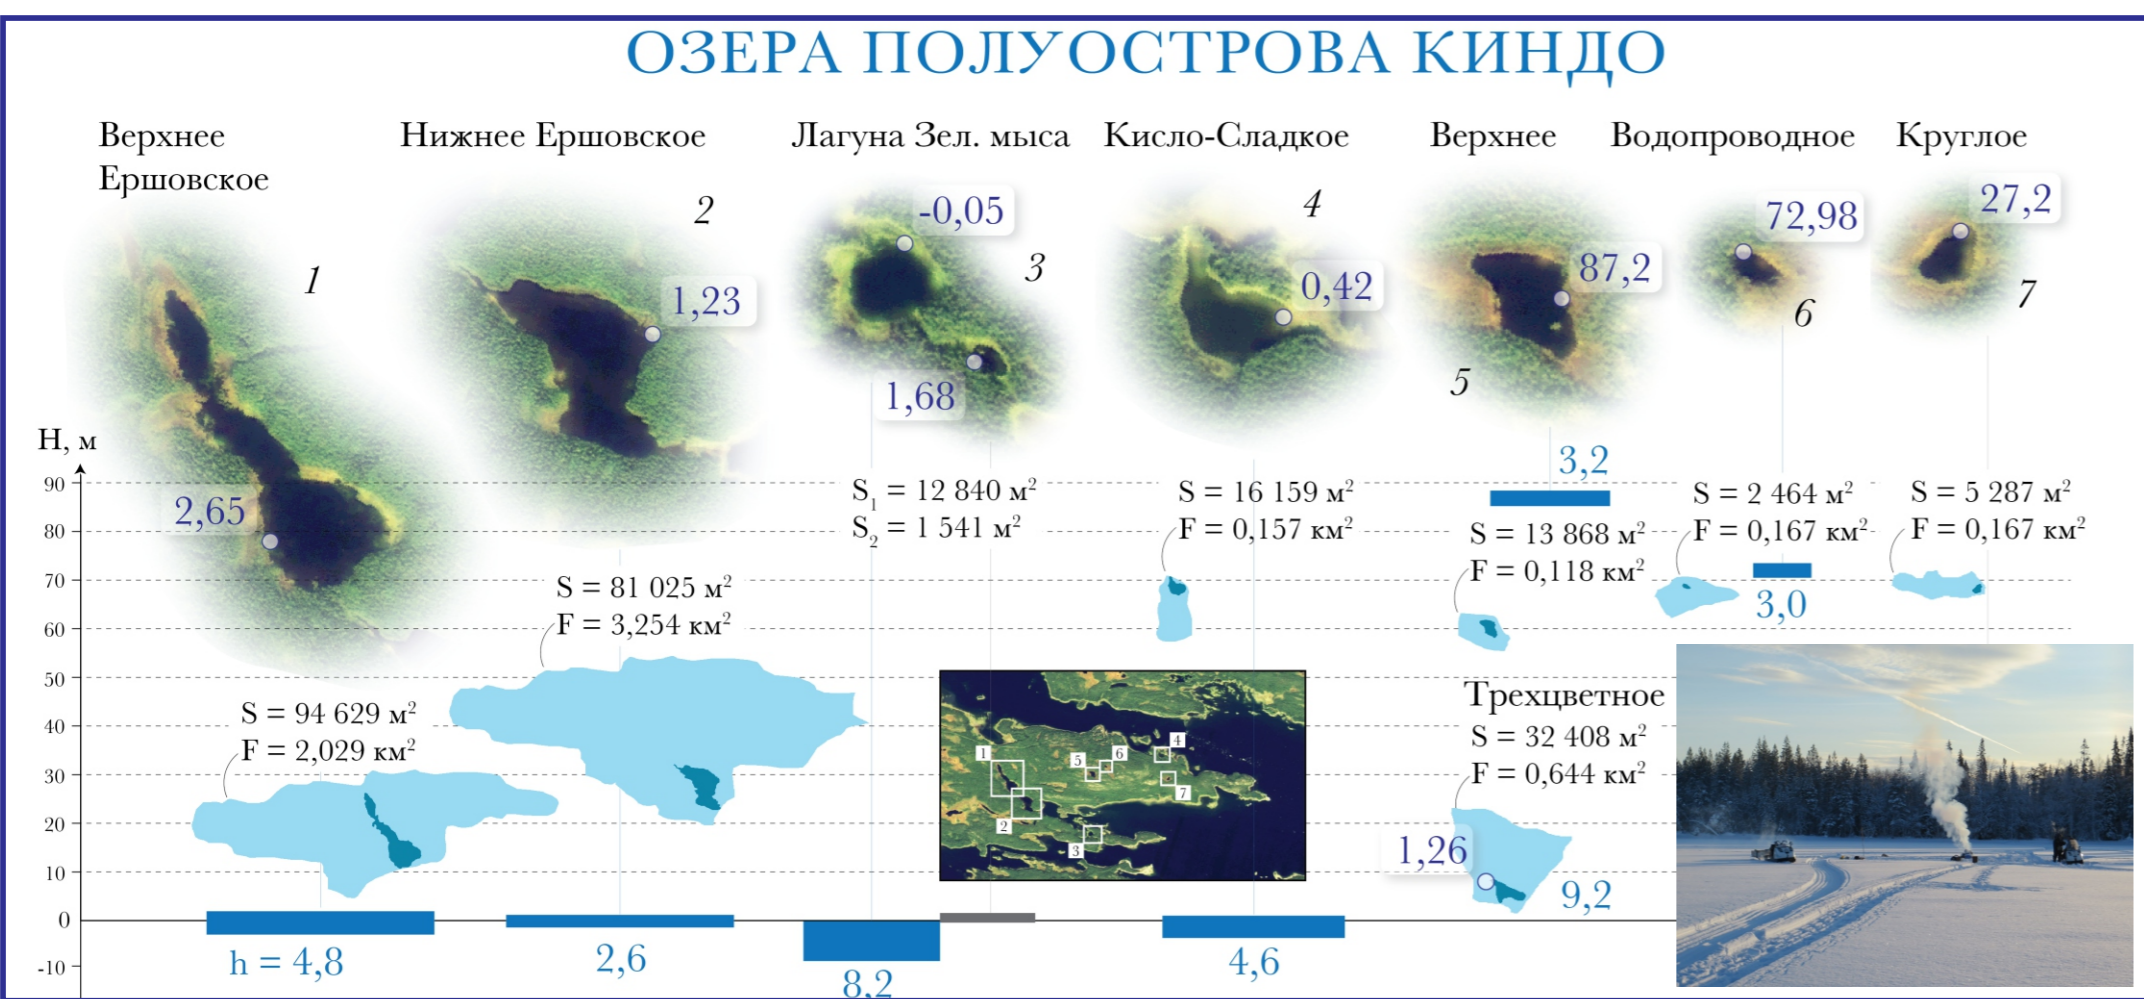 ОЗЕРА ПОЛУОСТРОВА КИНДО
Верхнее
Ершовское
Нижнее Ершовское
Лагуна Зел. мыса
Кисло-Сладкое
Верхнее
Водопроводное
Круглое
1
2
3
4
5
6
7
2,65
1,23
-0,05
1,68
0,42
87,2
72,98
27,2
H, м
90
80
70
60
50
40
30
20
10
0
-10
S = 94 629 м²
F = 2,029 км²
S = 81 025 м²
F = 3,254 км²
S₁ = 12 840 м²
S₂ = 1 541 м²
S = 16 159 м²
F = 0,157 км²
3,2
S = 13 868 м²
F = 0,118 км²
S = 2 464 м²
F = 0,167 км²
3,0
S = 5 287 м²
F = 0,167 км²
Трехцветное
S = 32 408 м²
F = 0,644 км²
1,26
9,2
1
2
3
4
5
6
7
h = 4,8
2,6
8,2
4,6